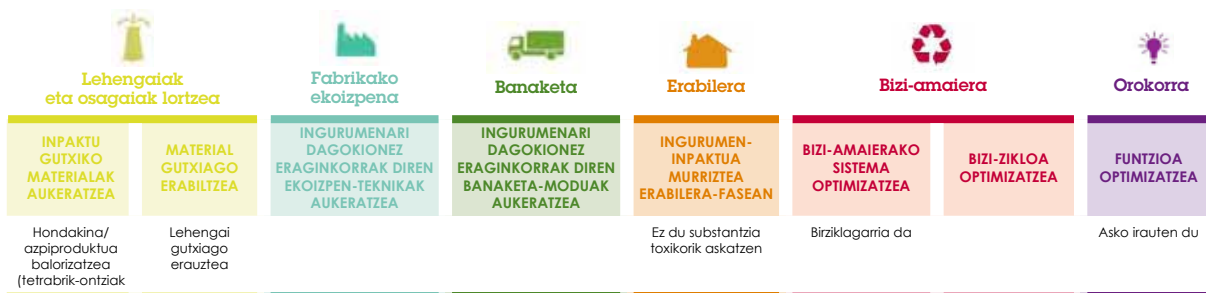 Lehengaiak
eta osagaiak lortzea
Fabrikako
ekoizpena
Banaketa
Erabilera
Bizi-amaiera
Orokorra
INPAKTU
GUTXIKO
MATERIALAK
AUKERATZEA
MATERIAL
GUTXIAGO
ERABILTZEA
INGURUMENARI
DAGOKIONEZ
ERAGINKORRAK DIREN
EKOIZPEN-TEKNIKAK
AUKERATZEA
INGURUMENARI
DAGOKIONEZ
ERAGINKORRAK DIREN
BANAKETA-MODUAK
AUKERATZEA
INGURUMEN-
INPAKTUA
MURRIZTEA
ERABILERA-FASEAN
BIZI-AMAIERAKO
SISTEMA
OPTIMIZATZEA
BIZI-ZIKLOA
OPTIMIZATZEA
FUNTZIOA
OPTIMIZATZEA
Hondakina/
azpiproduktua
balorizatzea
(tetrabrik-ontziak
Lehengai
gutxiago
erauztea
Ez du substantzia
toxikorik askatzen
Birziklagarria da
Asko irauten du